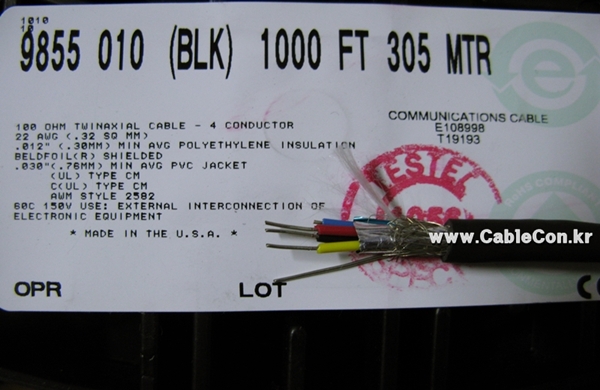 1010
10
9855 010 (BLK) 1000 FT 305 MTR
100 OHM TWINAXIAL CABLE - 4 CONDUCTOR
22 AWG (.32 SQ MM)
.012" (.30MM) MIN AVG POLYETHYLENE INSULATION
BELDFOIL(R) SHIELDED
.030"(.76MM) MIN AVG PVC JACKET
(UL) TYPE CM
C(UL) TYPE CM
AWM STYLE 2582
60C 150V USE: EXTERNAL INTERCONNECTION OF
ELECTRONIC EQUIPMENT
* MADE IN THE U.S.A. *
COMMUNICATIONS CABLE
E108998
T19193
www.CableCon.kr
OPR
LOT